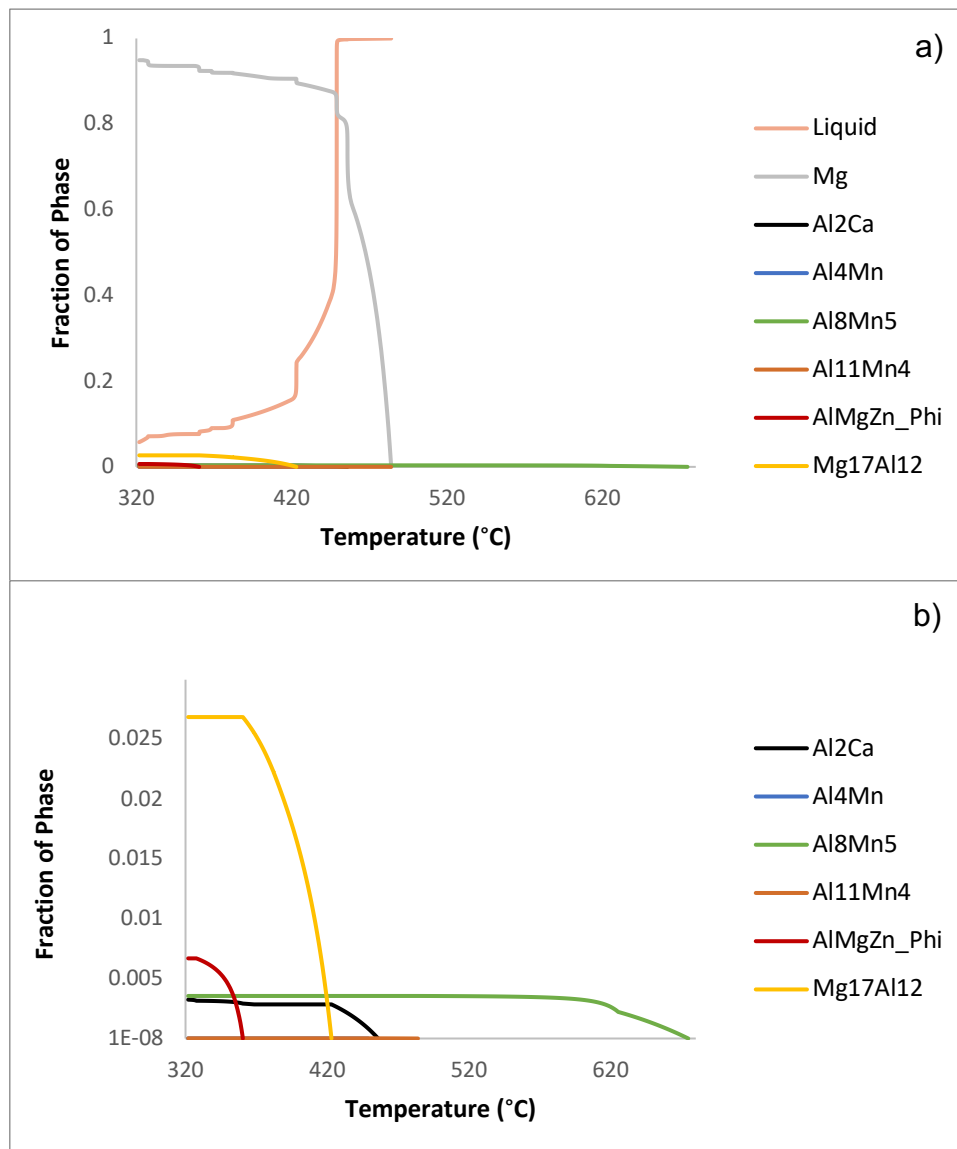 a)
1
0.8
0.6
0.4
0.2
0
Fraction of Phase
320 420 520 620
Temperature (°C)
Liquid
Mg
Al2Ca
Al4Mn
Al8Mn5
Al11Mn4
AlMgZn_Phi
Mg17Al12
b)
0.025
0.02
0.015
0.01
0.005
1E-08
Fraction of Phase
320 420 520 620
Temperature (°C)
Al2Ca
Al4Mn
Al8Mn5
Al11Mn4
AlMgZn_Phi
Mg17Al12